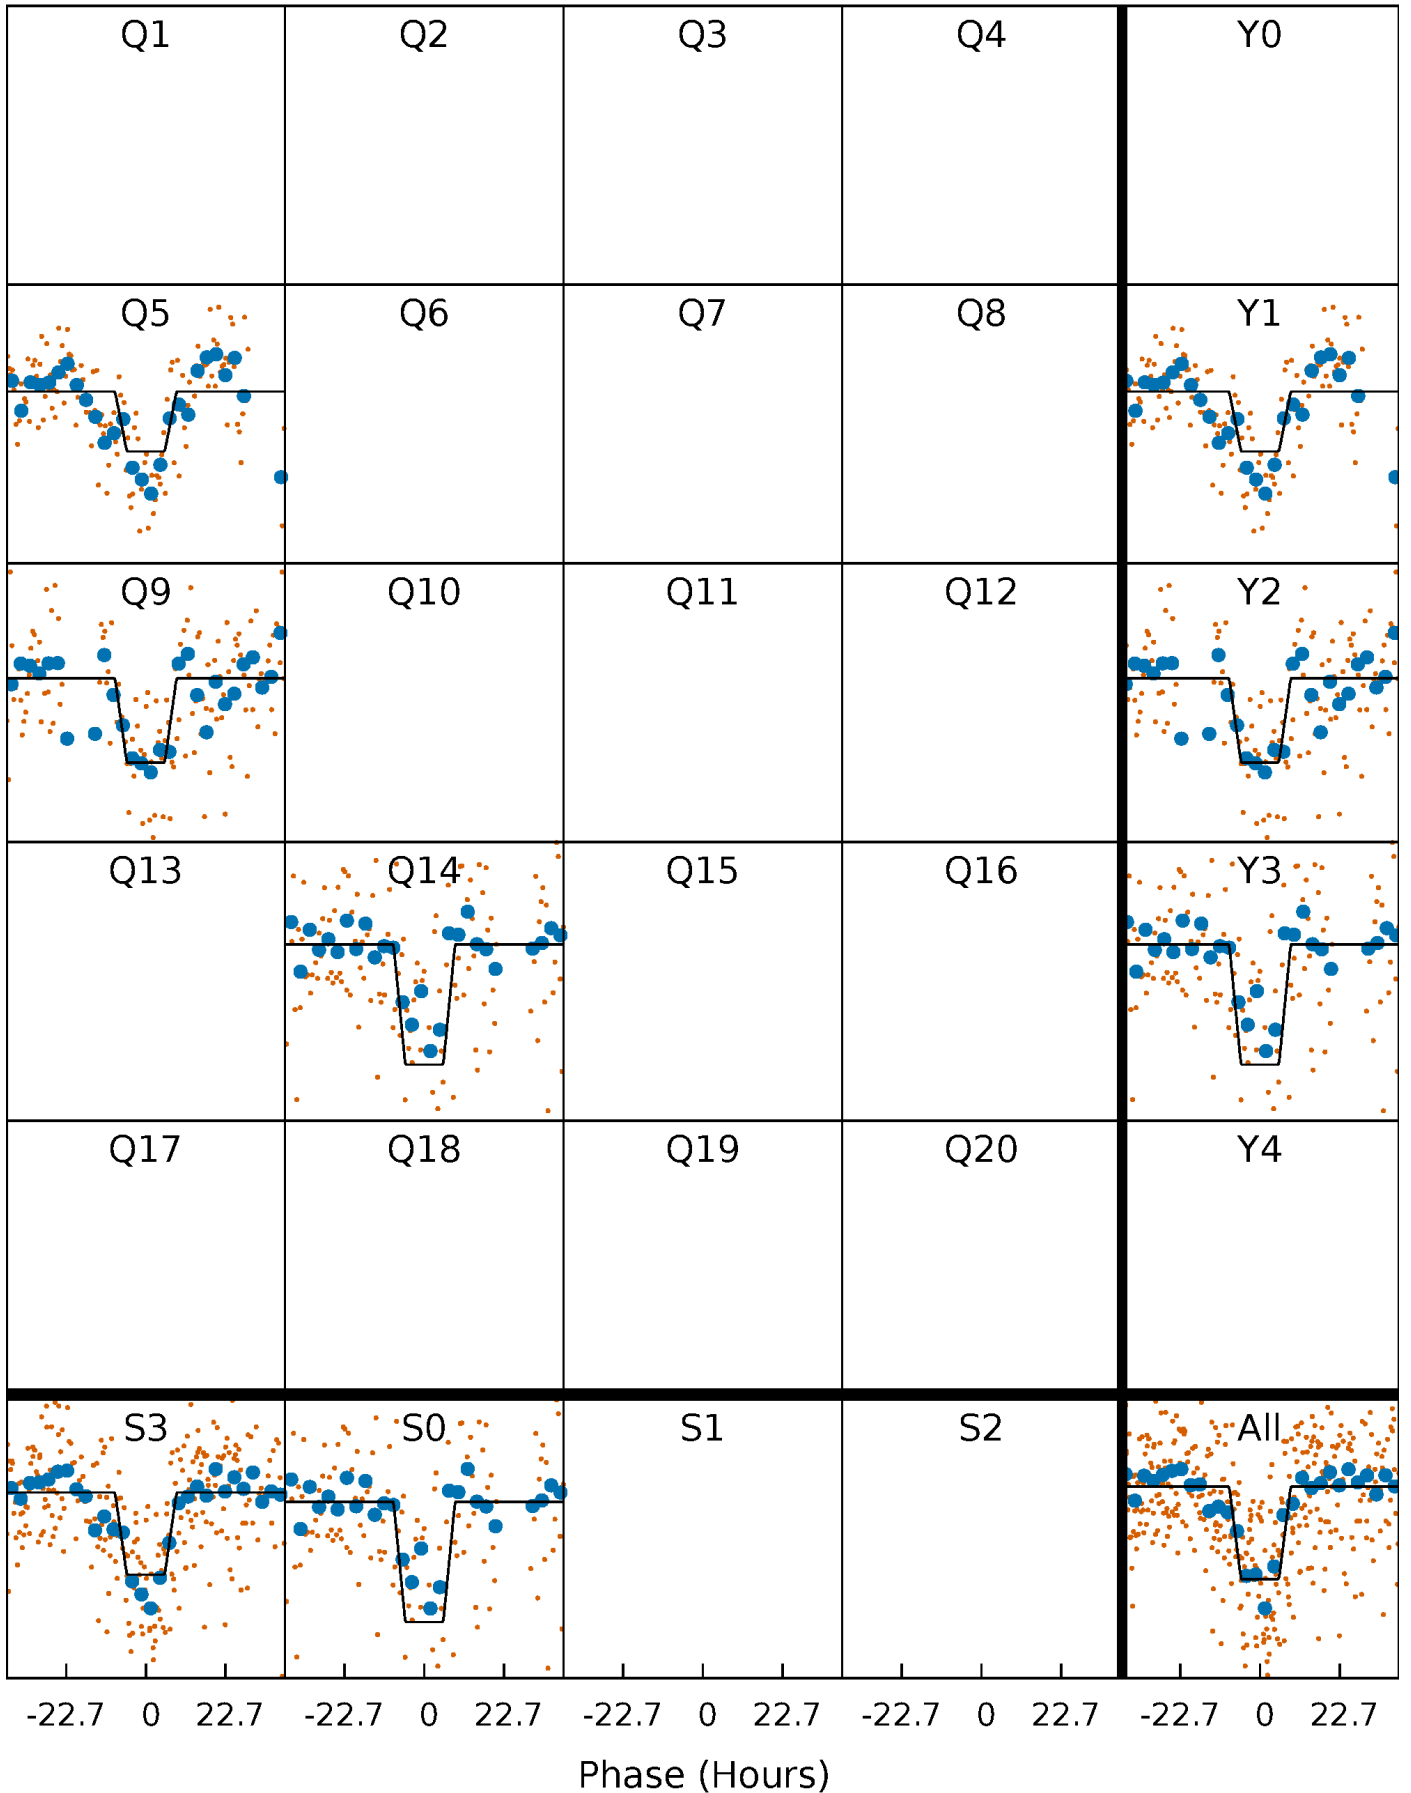 Q1 Q2 Q3 Q4 Y0
Q5 Q6 Q7 Q8 Y1
Q9 Q10 Q11 Q12 Y2
Q13 Q14 Q15 Q16 Y3
Q17 Q18 Q19 Q20 Y4
S3 S0 S1 S2 All
-22.7 0 22.7 -22.7 0 22.7 -22.7 0 22.7 -22.7 0 22.7 -22.7 0 22.7
Phase (Hours)